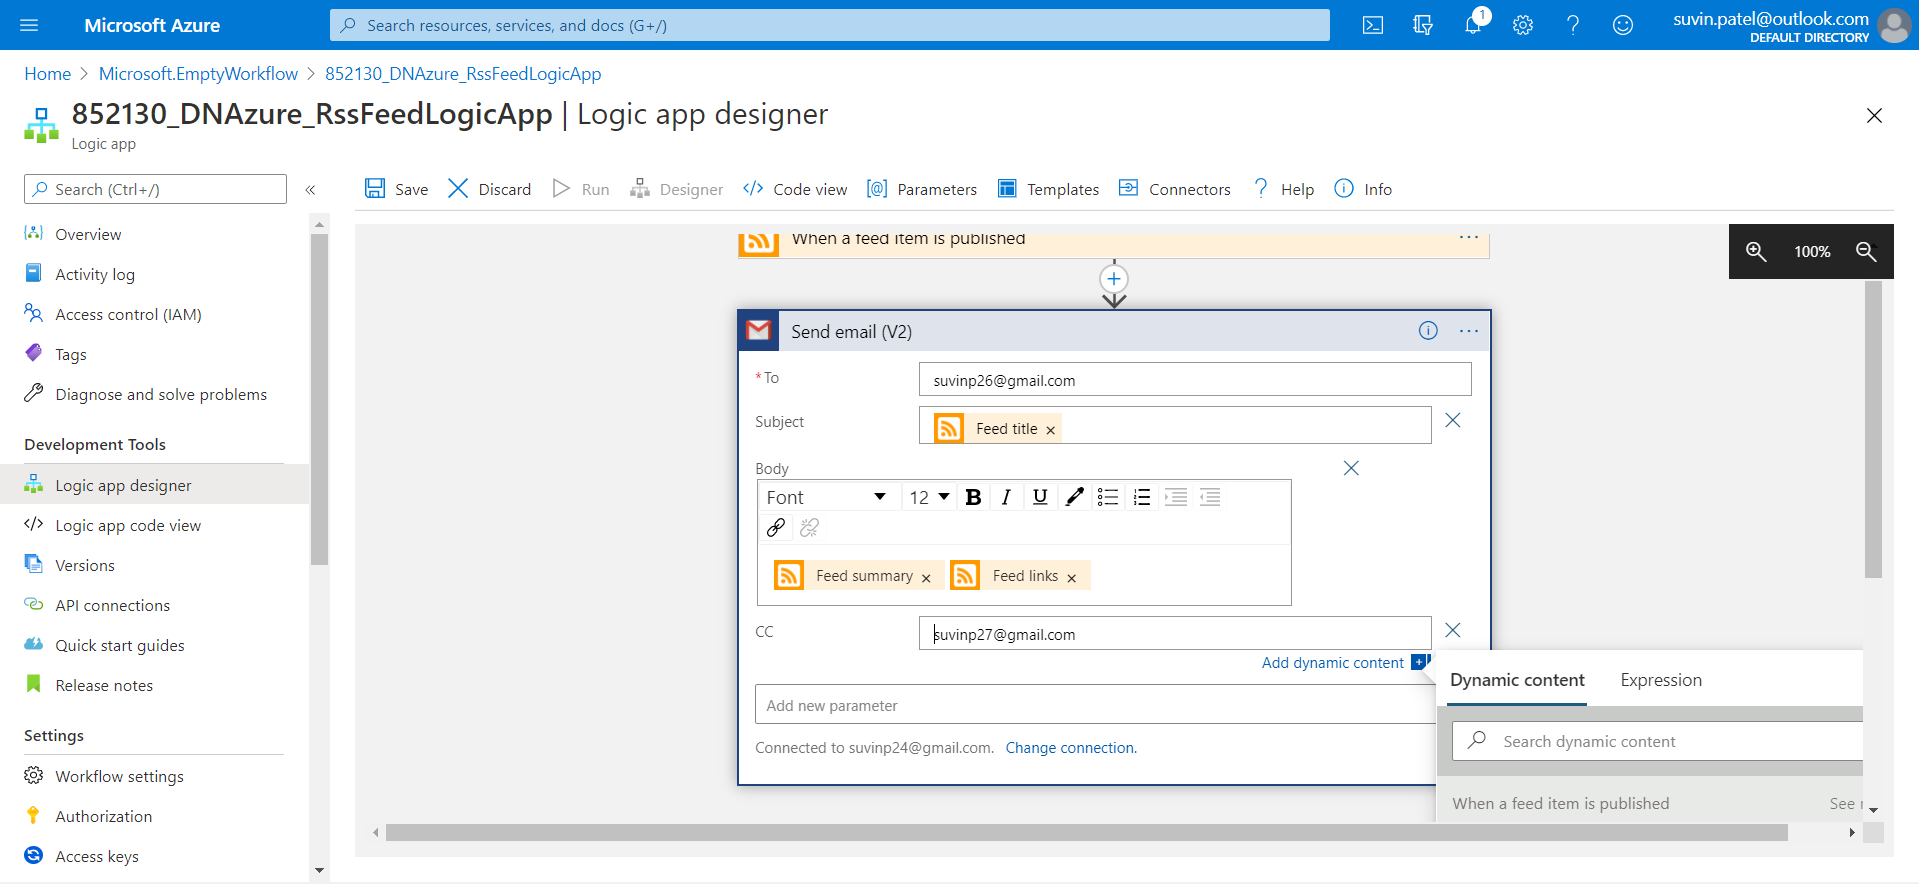 Microsoft Azure
Search resources, services, and docs (G+/)
1
suvin.patel@outlook.com
DEFAULT DIRECTORY
Home > Microsoft.EmptyWorkflow > 852130_DNAzure_RssFeedLogicApp
852130_DNAzure_RssFeedLogicApp | Logic app designer
Logic app
Search (Ctrl+/)
«
Overview
Activity log
Access control (IAM)
Tags
Diagnose and solve problems
Development Tools
Logic app designer
Logic app code view
Versions
API connections
Quick start guides
Release notes
Settings
Workflow settings
Authorization
Access keys
Save
Discard
Run
Designer
Code view
Parameters
Templates
Connectors
Help
Info
When a feed item is published
100%
Send email (V2)
*To
suvinp26@gmail.com
Subject
Feed title ×
Body
Font
12
B I U
Feed summary × Feed links ×
CC
suvinp27@gmail.com
Add dynamic content
Add new parameter
Connected to suvinp24@gmail.com. Change connection.
Dynamic content
Expression
Search dynamic content
When a feed item is published
See